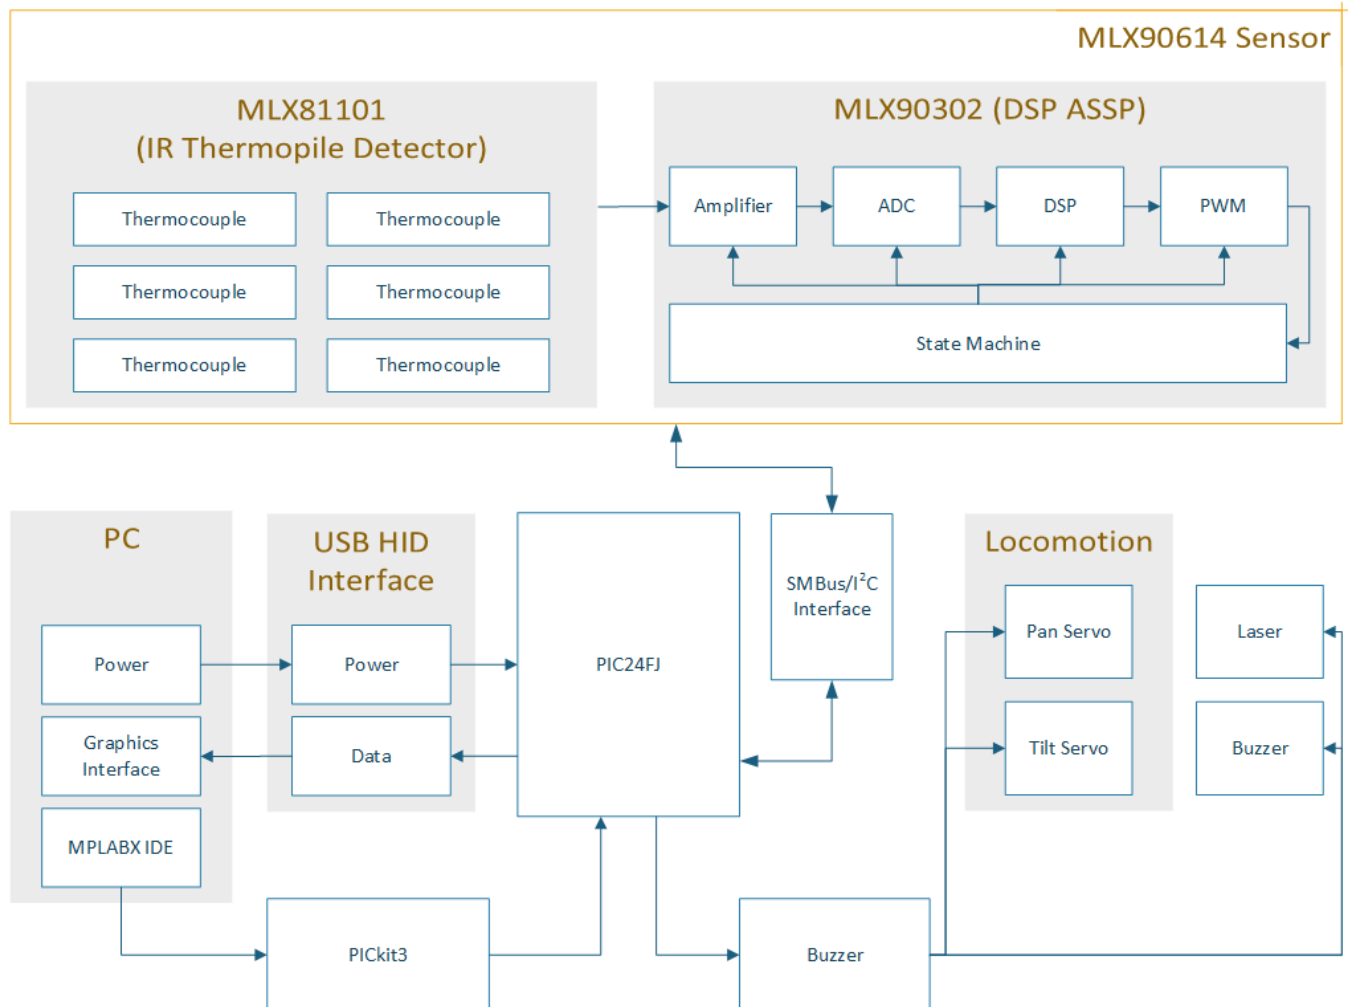 MLX90614 Sensor
MLX81101
(IR Thermopile Detector)
Thermocouple
Thermocouple
Thermocouple
Thermocouple
Thermocouple
Thermocouple
MLX90302 (DSP ASSP)
Amplifier
ADC
DSP
PWM
State Machine
PC
Power
Graphics
Interface
MPLABX IDE
USB HID
Interface
Power
Data
PIC24FJ
SMBus/I²C
Interface
Locomotion
Pan Servo
Tilt Servo
Laser
Buzzer
PICkit3
Buzzer